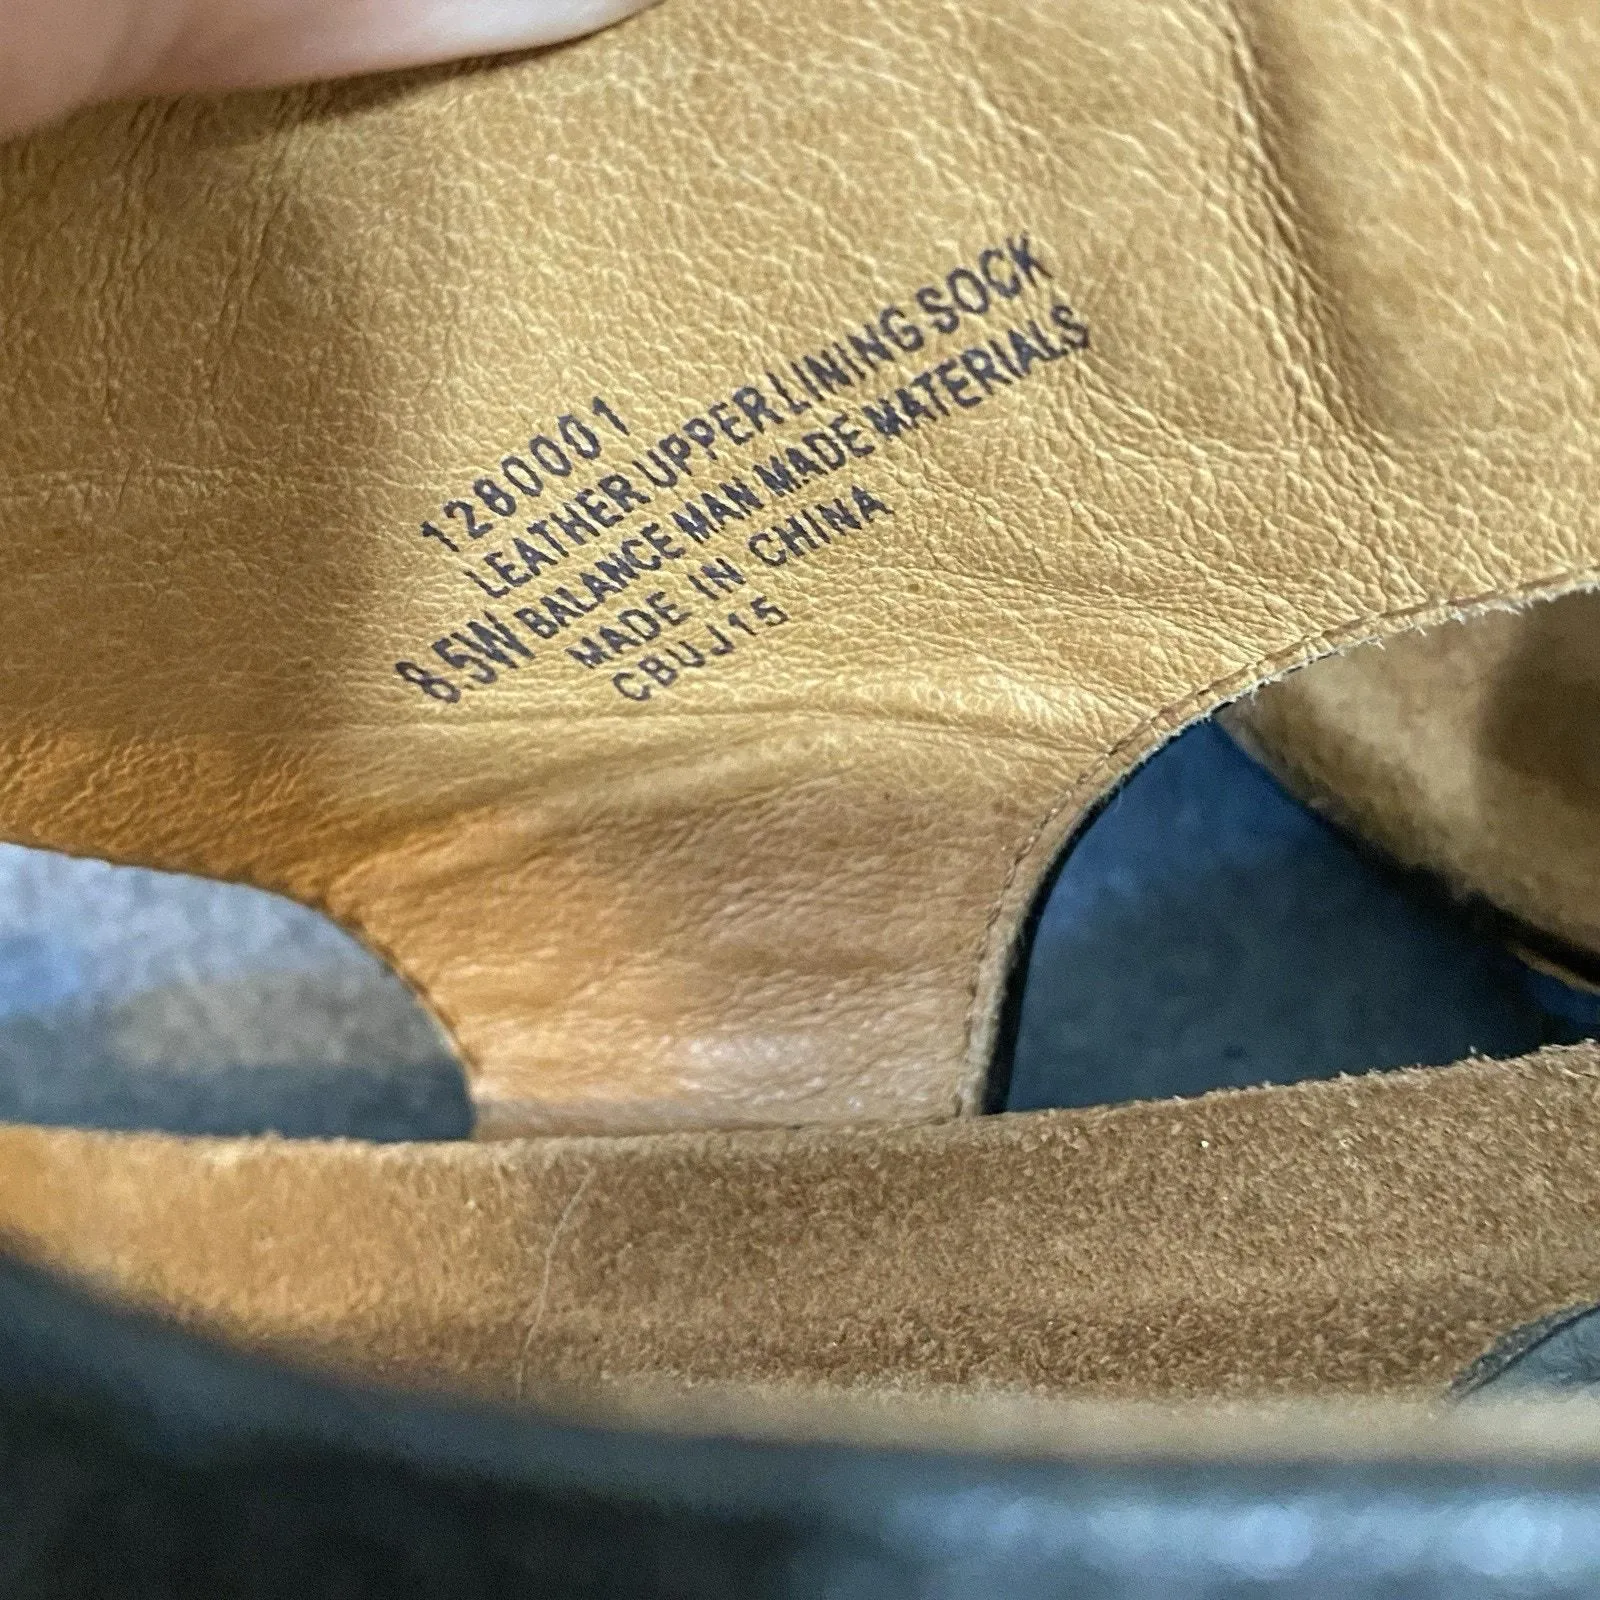 1280001
LEATHER UPPER LINING SOCK
8.5W BALANCE MAN MADE MATERIALS
MADE IN CHINA
CBUJ15